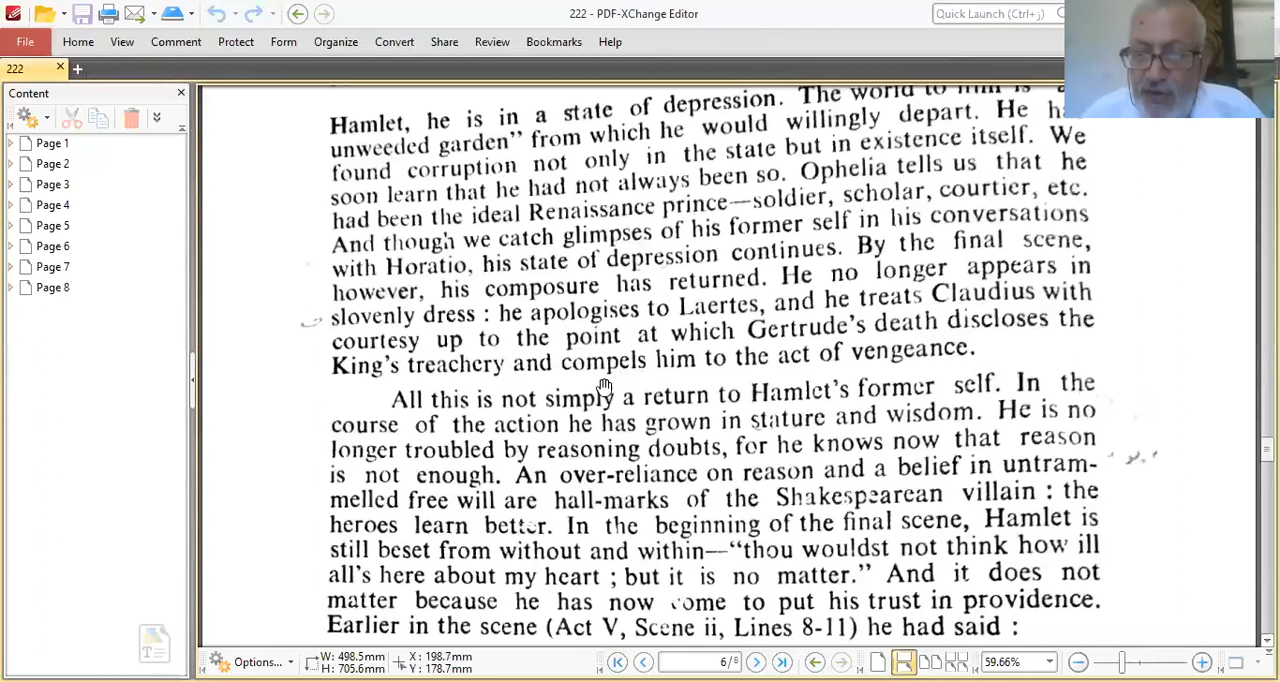 222 - PDF-XChange Editor
Quick Launch (Ctrl+)
File Home View Comment Protect Form Organize Convert Share Review Bookmarks Help
222
Content
Page 1
Page 2
Page 3
Page 4
Page 5
Page 6
Page 7
Page 8
Hamlet, he is in a state of depression. The world to him is
unweeded garden” from which he would willingly depart. He
found corruption not only in the state but in existence itself. We
soon learn that he had not always been so. Ophelia tells us that he
had been the ideal Renaissance prince—soldier, scholar, courtier, etc.
And though we catch glimpses of his former self in his conversations
with Horatio, his state of depression continues. By the final scene,
however, his composure has returned. He no longer appears in
slovenly dress : he apologises to Laertes, and he treats Claudius with
courtesy up to the point at which Gertrude's death discloses the
King's treachery and compels him to the act of vengeance.
All this is not simply a return to Hamlet's former self. In the
course of the action he has grown in stature and wisdom. He is no
longer troubled by reasoning doubts, for he knows now that reason
is not enough. An over-reliance on reason and a belief in untram-
melled free will are hall-marks of the Shakespearean villain : the
heroes learn better. In the beginning of the final scene, Hamlet is
still beset from without and within—“thou wouldst not think how ill
all's here about my heart ; but it is no matter.” And it does not
matter because he has now come to put his trust in providence.
Earlier in the scene (Act V, Scene ii, Lines 8-11) he had said :
Options...
W: 498.5mm
H: 705.6mm
X: 198.7mm
Y: 178.7mm
6/8
59.66%